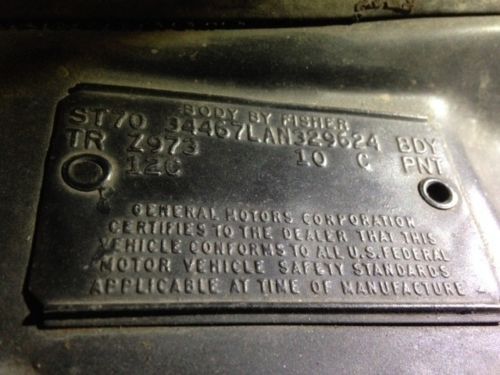 BODY BY FISHER
ST70 34467LAN329624 BDY
TR Z973 10 C PNT
12C
GENERAL MOTORS CORPORATION
CERTIFIES TO THE DEALER THAT THIS
VEHICLE CONFORMS TO ALL U.S. FEDERAL
MOTOR VEHICLE SAFETY STANDARDS
APPLICABLE AT TIME OF MANUFACTURE